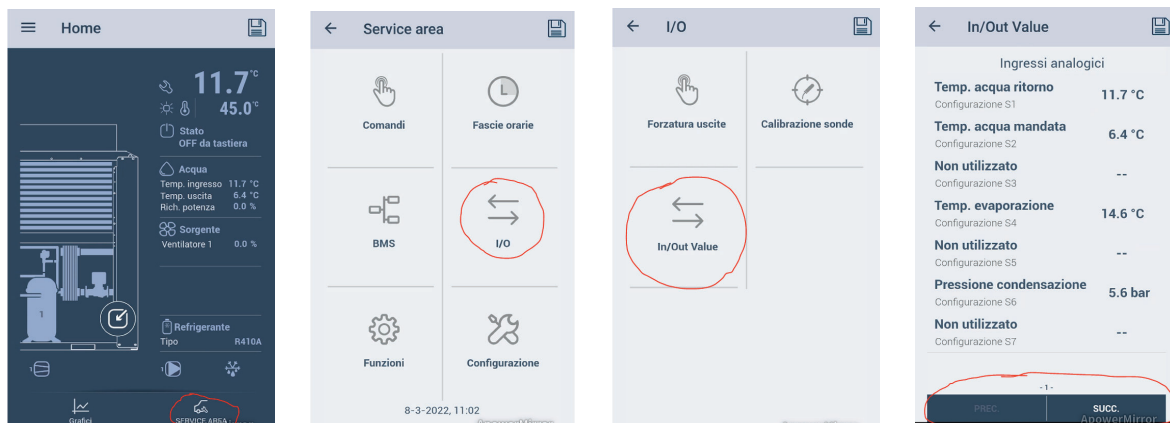 Home
11.7 °C
45.0 °C
Stato
OFF da tastiera
Acqua
Temp. ingresso 11.7 °C
Temp. uscita 6.4 °C
Rich. potenza 0.0 %
Sorgente
Ventilatore 1 0.0 %
1
Refrigerante
Tipo R410A
1
1
Grafici
SERVICE AREA
Service area
Comandi
Fascie orarie
BMS
I/O
Funzioni
Configurazione
8-3-2022, 11:02
I/O
Forzatura uscite
Calibrazione sonde
In/Out Value
In/Out Value
Ingressi analogici
Temp. acqua ritorno
Configurazione S1
11.7 °C
Temp. acqua mandata
Configurazione S2
6.4 °C
Non utilizzato
Configurazione S3
--
Temp. evaporazione
Configurazione S4
14.6 °C
Non utilizzato
Configurazione S5
--
Pressione condensazione
Configurazione S6
5.6 bar
Non utilizzato
Configurazione S7
--
-1-
PREC.
SUCC.
ApowerMirror